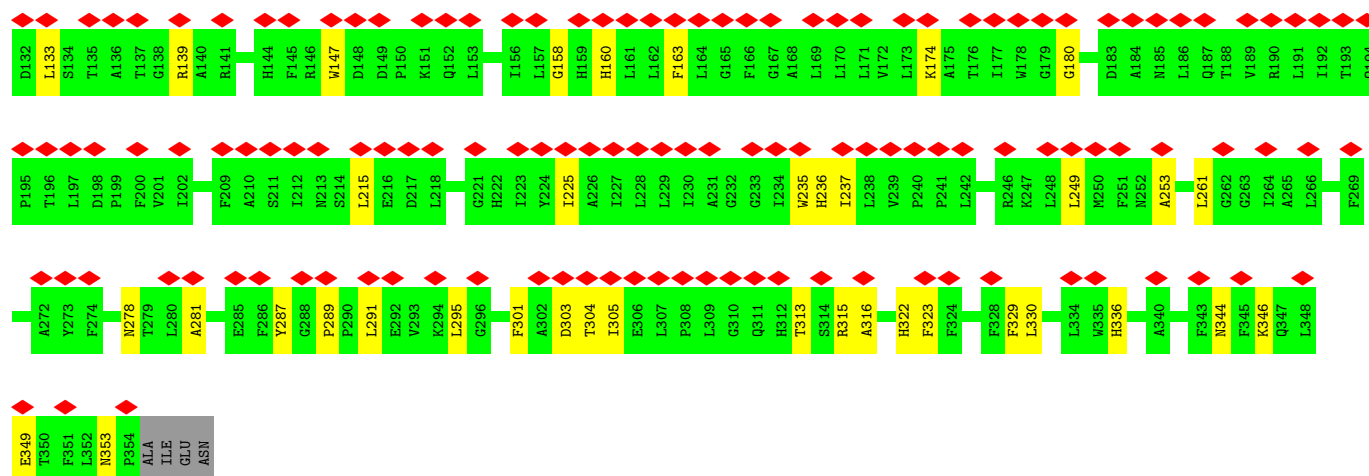 D132 L133 S134 T135 A136 T137 G138 R139 A140 R141 H144 F145 R146 W147 D148 D149 P150 K151 Q152 L153 I156 L157 G158 H159 H160 L161 L162 F163 L164 G165 F166 G167 A168 L169 L170 L171 V172 L173 K174 A175 T176 I177 W178 G179 G180 D183 A184 N185 L186 Q187 T188 V189 R190 L191 I192 T193
P195 T196 L197 D198 P199 F200 V201 I202 F209 A210 S211 I212 N213 S214 L215 E216 D217 L218 G221 H222 I223 Y224 I225 A226 I227 L228 L229 I230 A231 G232 G233 I234 W235 H236 I237 L238 V239 P240 P241 L242 R246 K247 L248 L249 M250 F251 N252 A253 L261 G262 G263 I264 A265 L266 F269
A272 Y273 F274 N278 T279 L280 A281 E285 F286 Y287 G288 P289 P290 L291 E292 V293 K294 L295 G296 F301 A302 D303 T304 I305 E306 L307 P308 L309 G310 Q311 H312 T313 S314 R315 A316 H322 F323 F324 F328 F329 L330 L334 W335 H336 A340 F343 N344 F345 K346 Q347 L348
E349 T350 F351 L352 N353 P354 ALA ILE GLU ASN